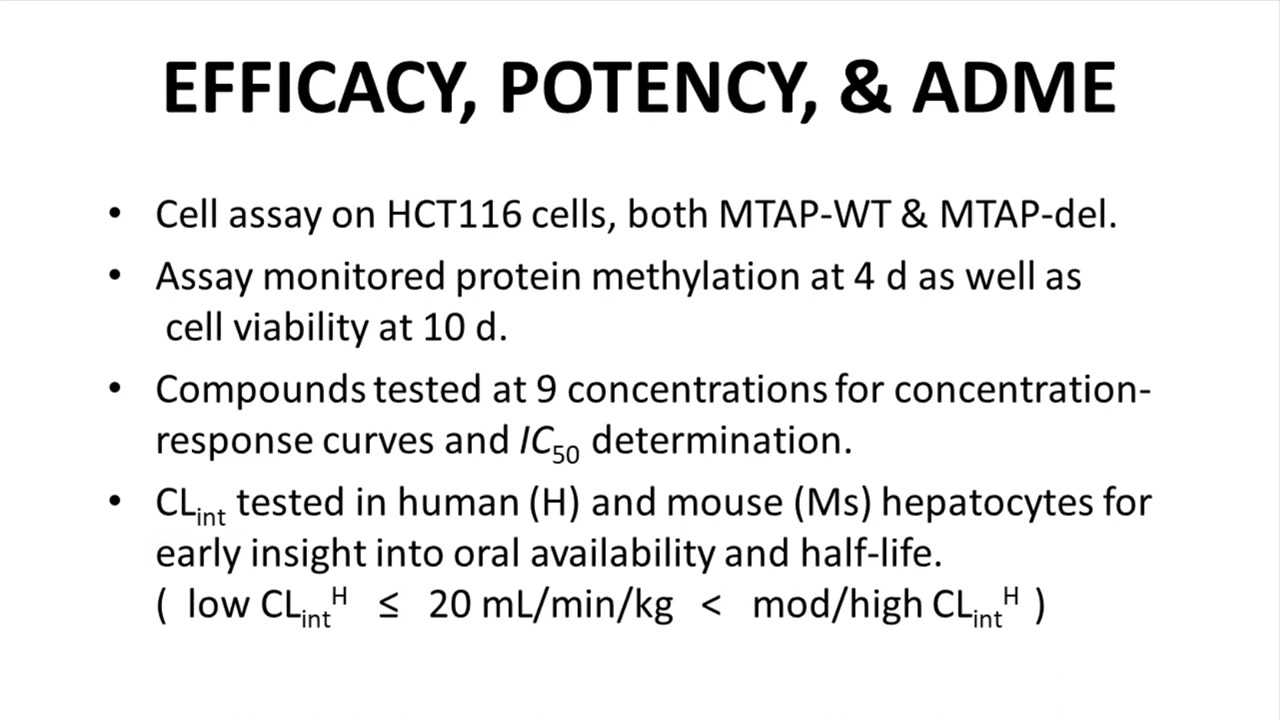 EFFICACY, POTENCY, & ADME
• Cell assay on HCT116 cells, both MTAP-WT & MTAP-del.
• Assay monitored protein methylation at 4 d as well as
cell viability at 10 d.
• Compounds tested at 9 concentrations for concentration-
response curves and IC50 determination.
• CLint tested in human (H) and mouse (Ms) hepatocytes for
early insight into oral availability and half-life.
( low CLintH ≤ 20 mL/min/kg < mod/high CLintH )